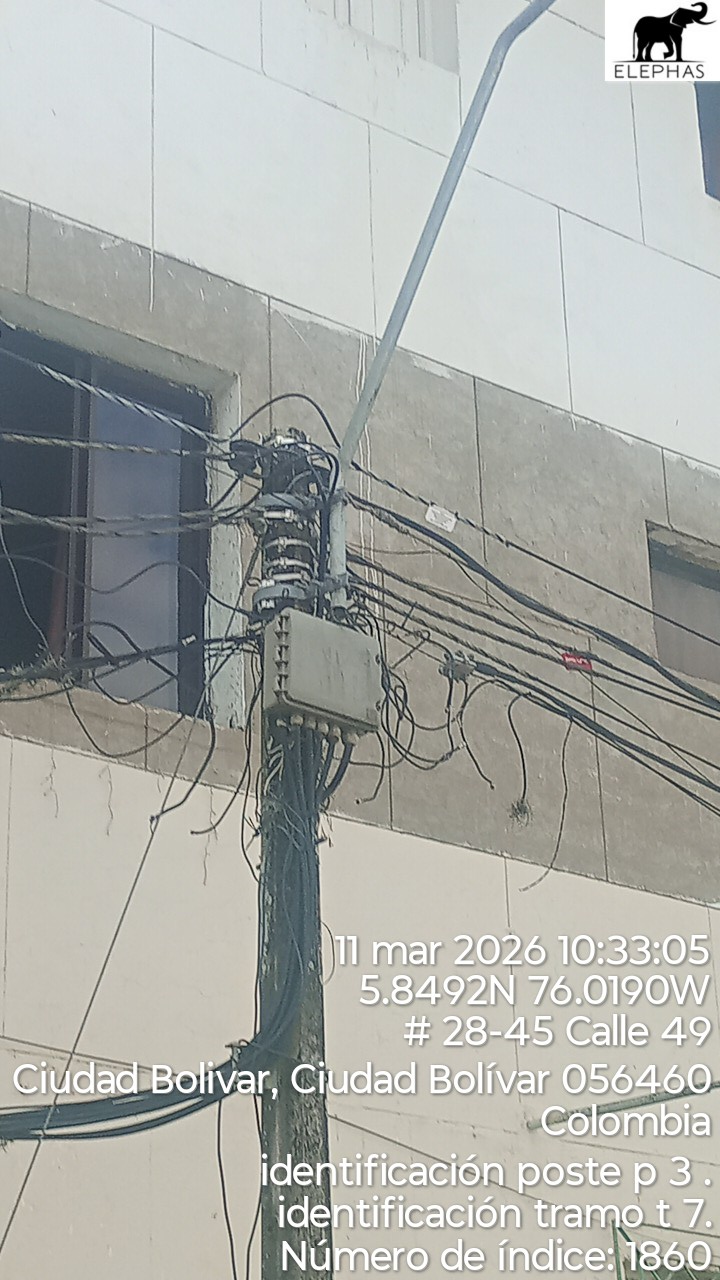 ELEPHAS
11 mar 2026 10:33:05
5.8492N 76.0190W
# 28-45 Calle 49
Ciudad Bolivar, Ciudad Bolívar 056460
Colombia
identificación poste p 3 .
identificación tramo t 7.
Número de índice: 1860